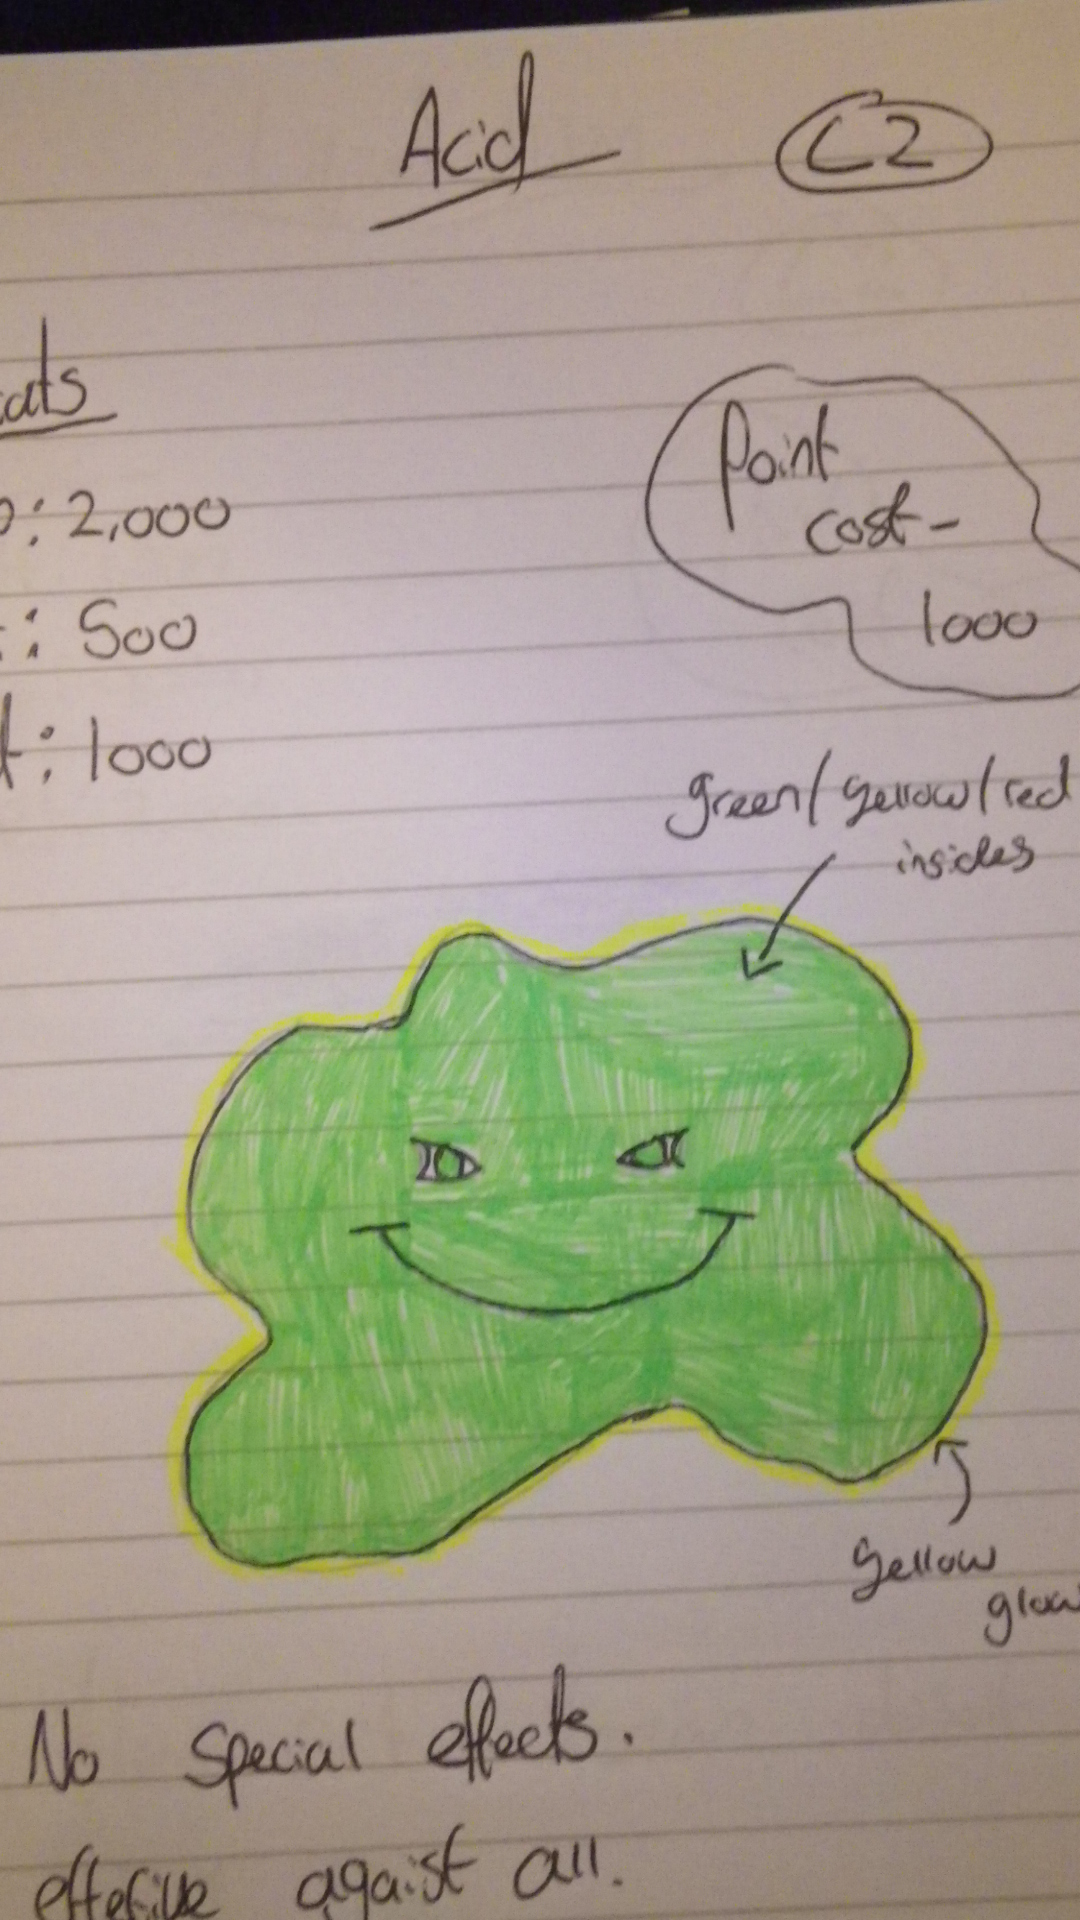 Acid C2
Point
cost-
: 2,000
: 500
: 1000
1000
green/yellow/red
insides
yellow
No special effects.
effefive agaist all.